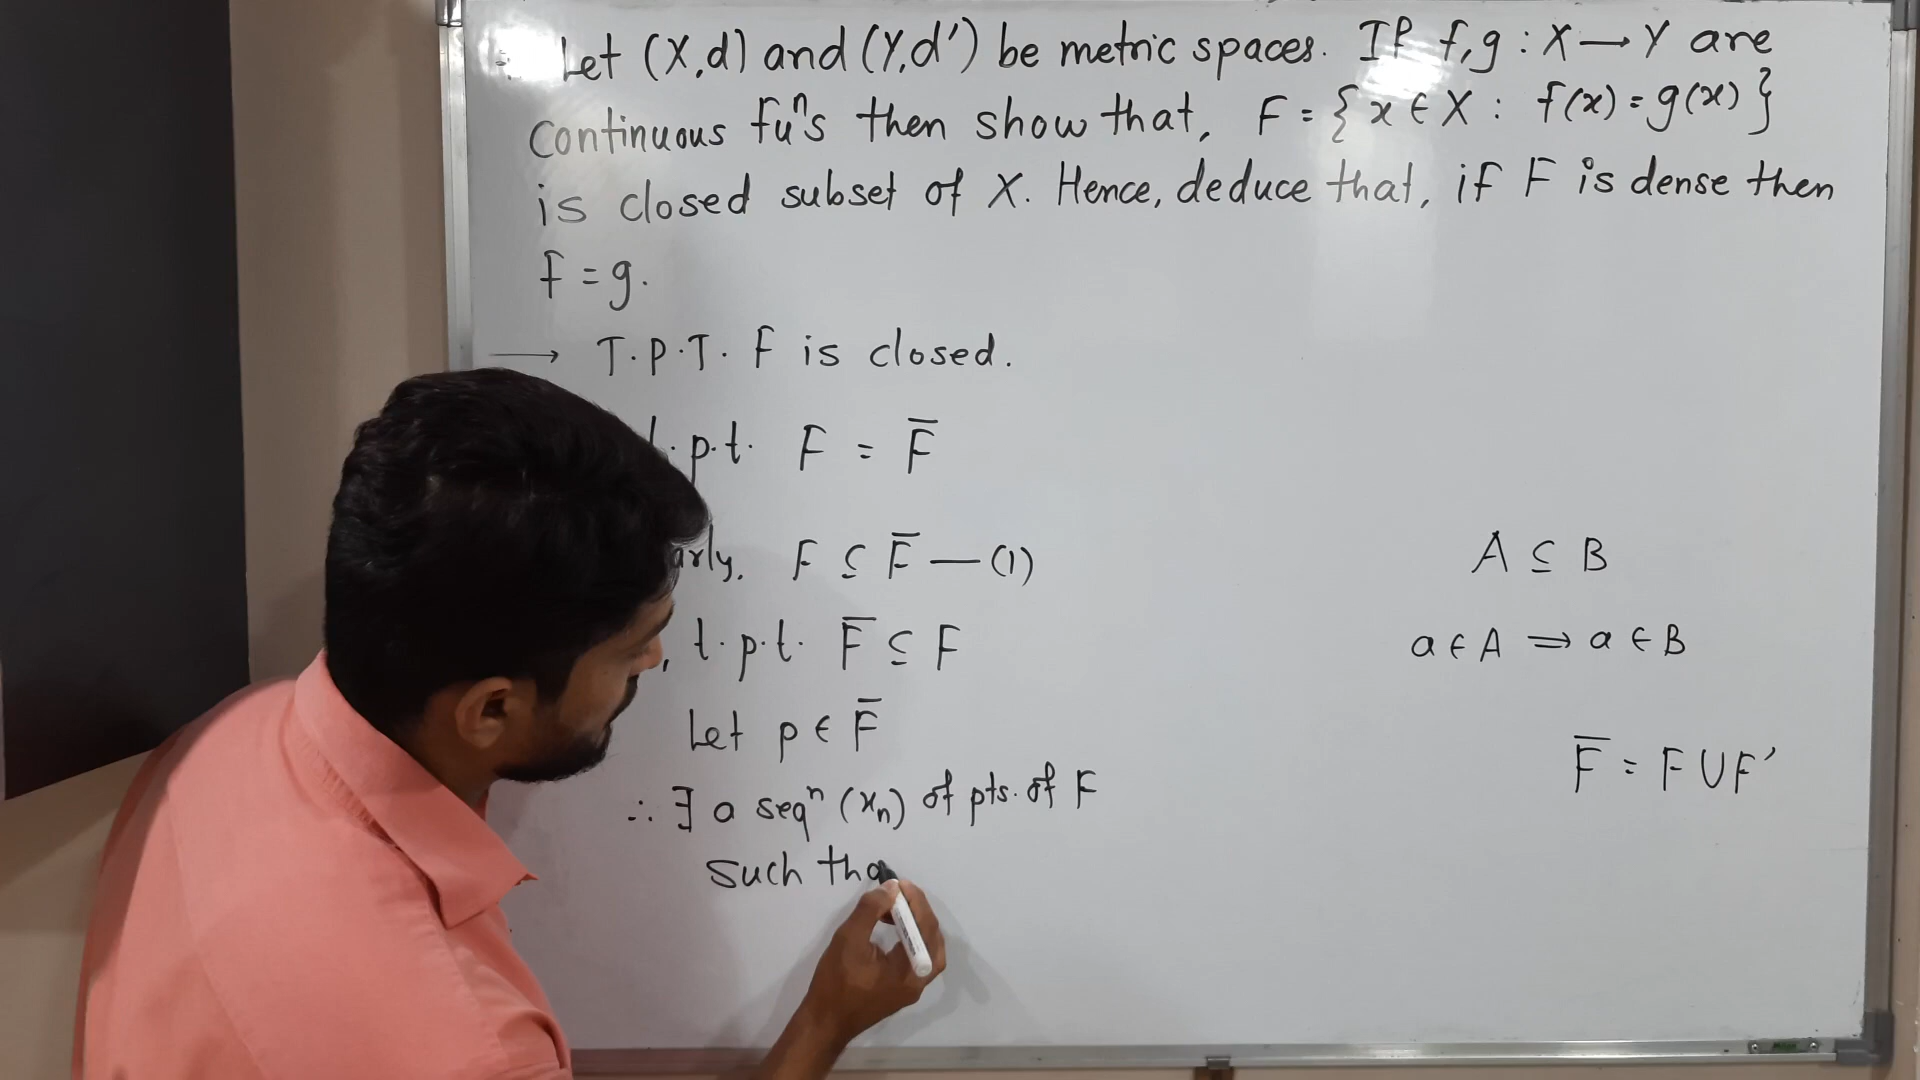 Let (X,d) and (Y,d') be metric spaces. If f,g : X → Y are
continuous fuⁿs then show that, F = { x ∈ X : f(x) = g(x) }
is closed subset of X. Hence, deduce that, if F is dense then
f = g.
→ T.P.T. F is closed.
p.t. F = F̅
F ⊆ F̅ — (1)
t.p.t. F̅ ⊆ F
Let p ∈ F̅
∴ ∃ a seqⁿ (xₙ) of pts. of F
such tha
A ⊆ B
a ∈ A ⇒ a ∈ B
F̅ = F ∪ F'